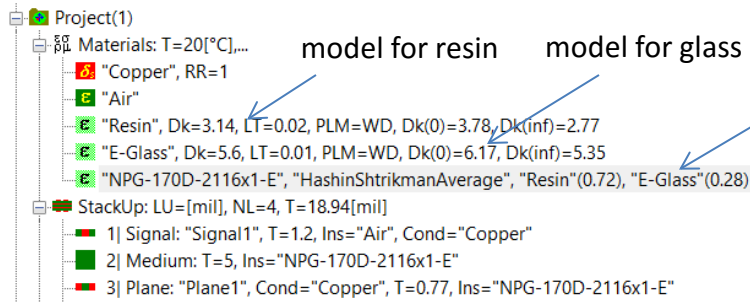 Project(1)
Materials: T=20[°C],...
model for resin
model for glass
"Copper", RR=1
"Air"
"Resin", Dk=3.14, LT=0.02, PLM=WD, Dk(0)=3.78, Dk(inf)=2.77
"E-Glass", Dk=5.6, LT=0.01, PLM=WD, Dk(0)=6.17, Dk(inf)=5.35
"NPG-170D-2116x1-E", "HashinShtrikmanAverage", "Resin"(0.72), "E-Glass"(0.28)
StackUp: LU=[mil], NL=4, T=18.94[mil]
1| Signal: "Signal1", T=1.2, Ins="Air", Cond="Copper"
2| Medium: T=5, Ins="NPG-170D-2116x1-E"
3| Plane: "Plane1", Cond="Copper", T=0.77, Ins="NPG-170D-2116x1-E"